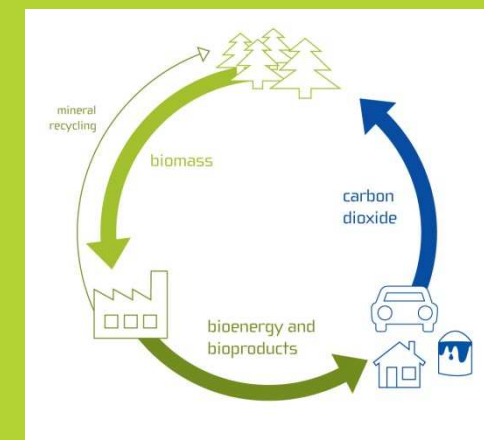 mineral
recycling
biomass
carbon
dioxide
bioenergy and
bioproducts